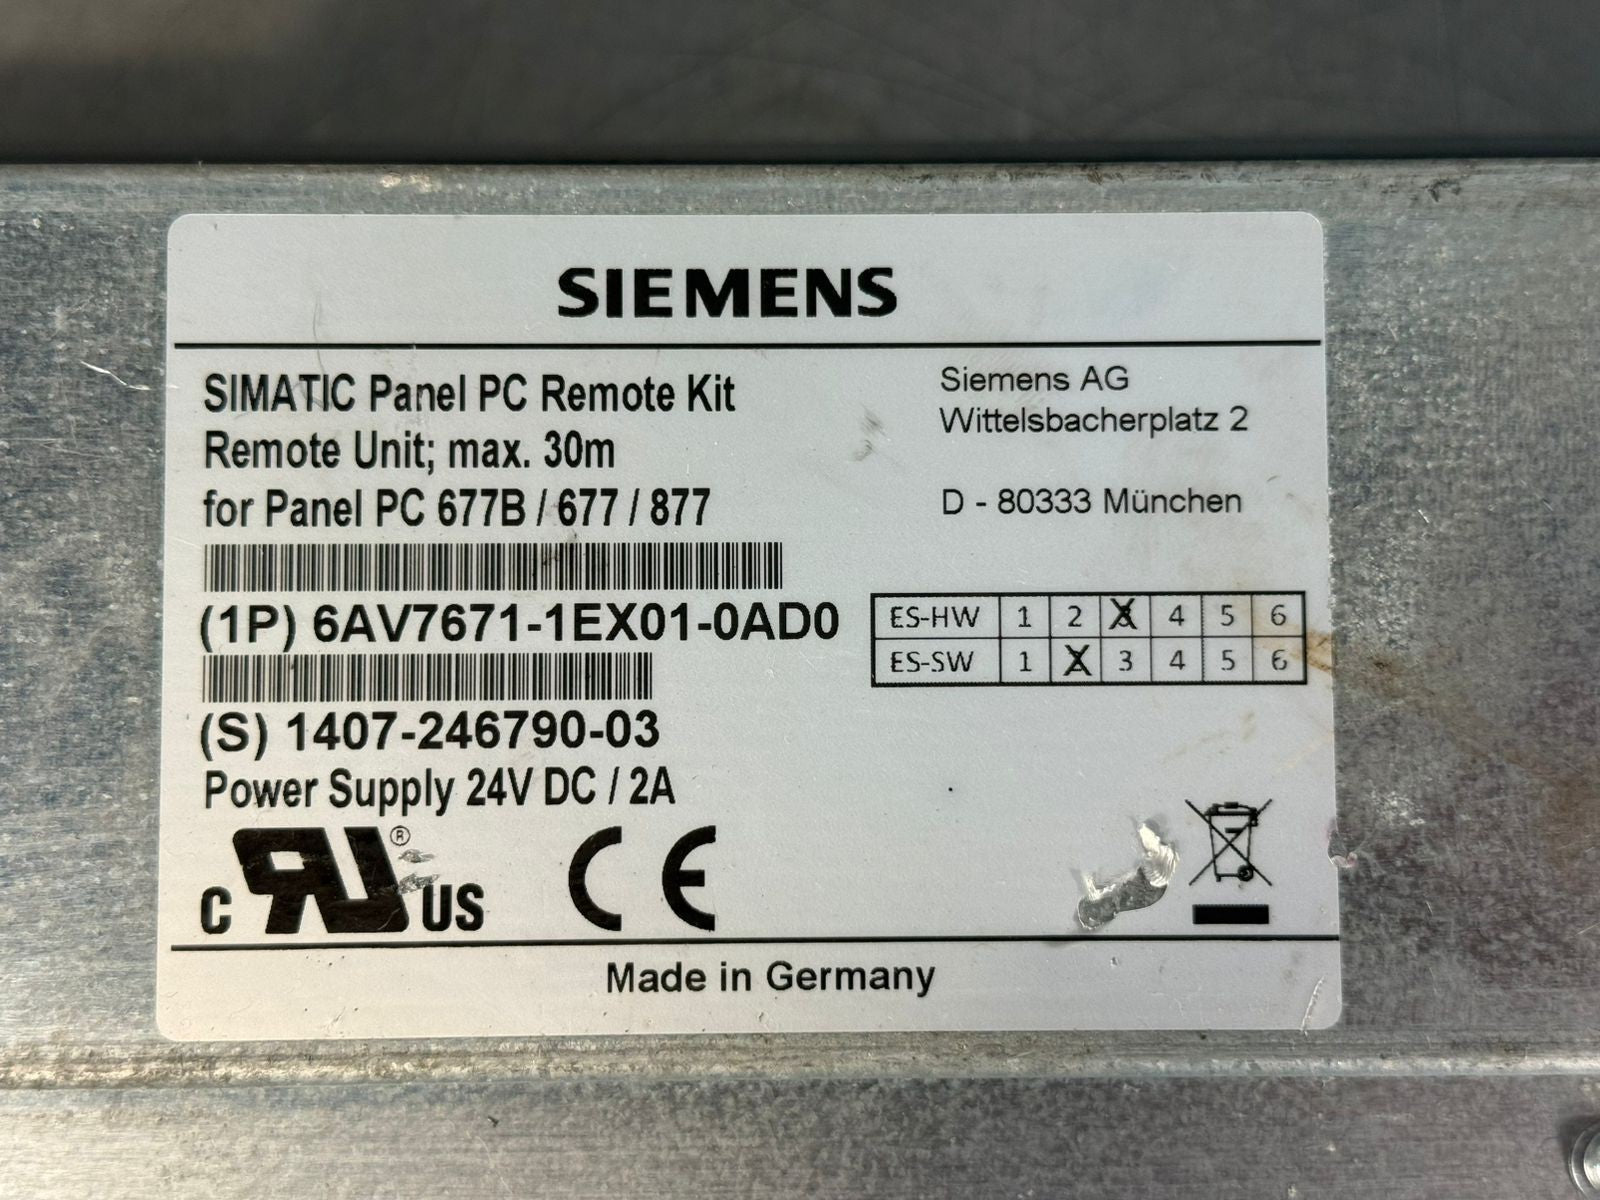 SIEMENS
SIMATIC Panel PC Remote Kit
Remote Unit; max. 30m
for Panel PC 677B / 677 / 877
Siemens AG
Wittelsbacherplatz 2
D - 80333 München
(1P) 6AV7671-1EX01-0AD0
ES-HW 1 2 3 4 5 6
ES-SW 1 2 3 4 5 6
(S) 1407-246790-03
Power Supply 24V DC / 2A
C RU ® US CE
Made in Germany